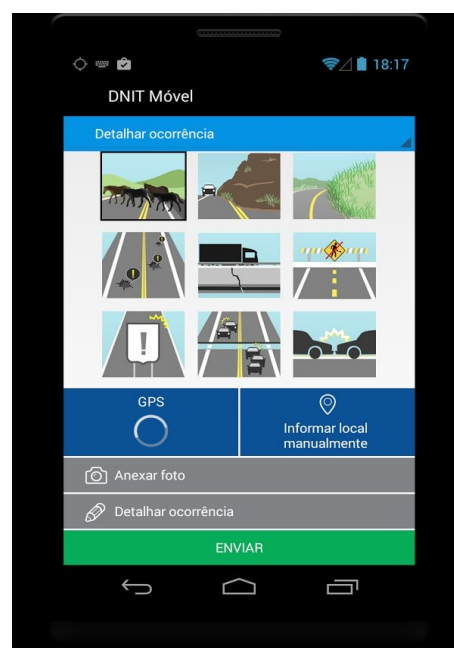 18:17
DNIT Móvel
Detalhar ocorrência
GPS
Informar local
manualmente
Anexar foto
Detalhar ocorrência
ENVIAR